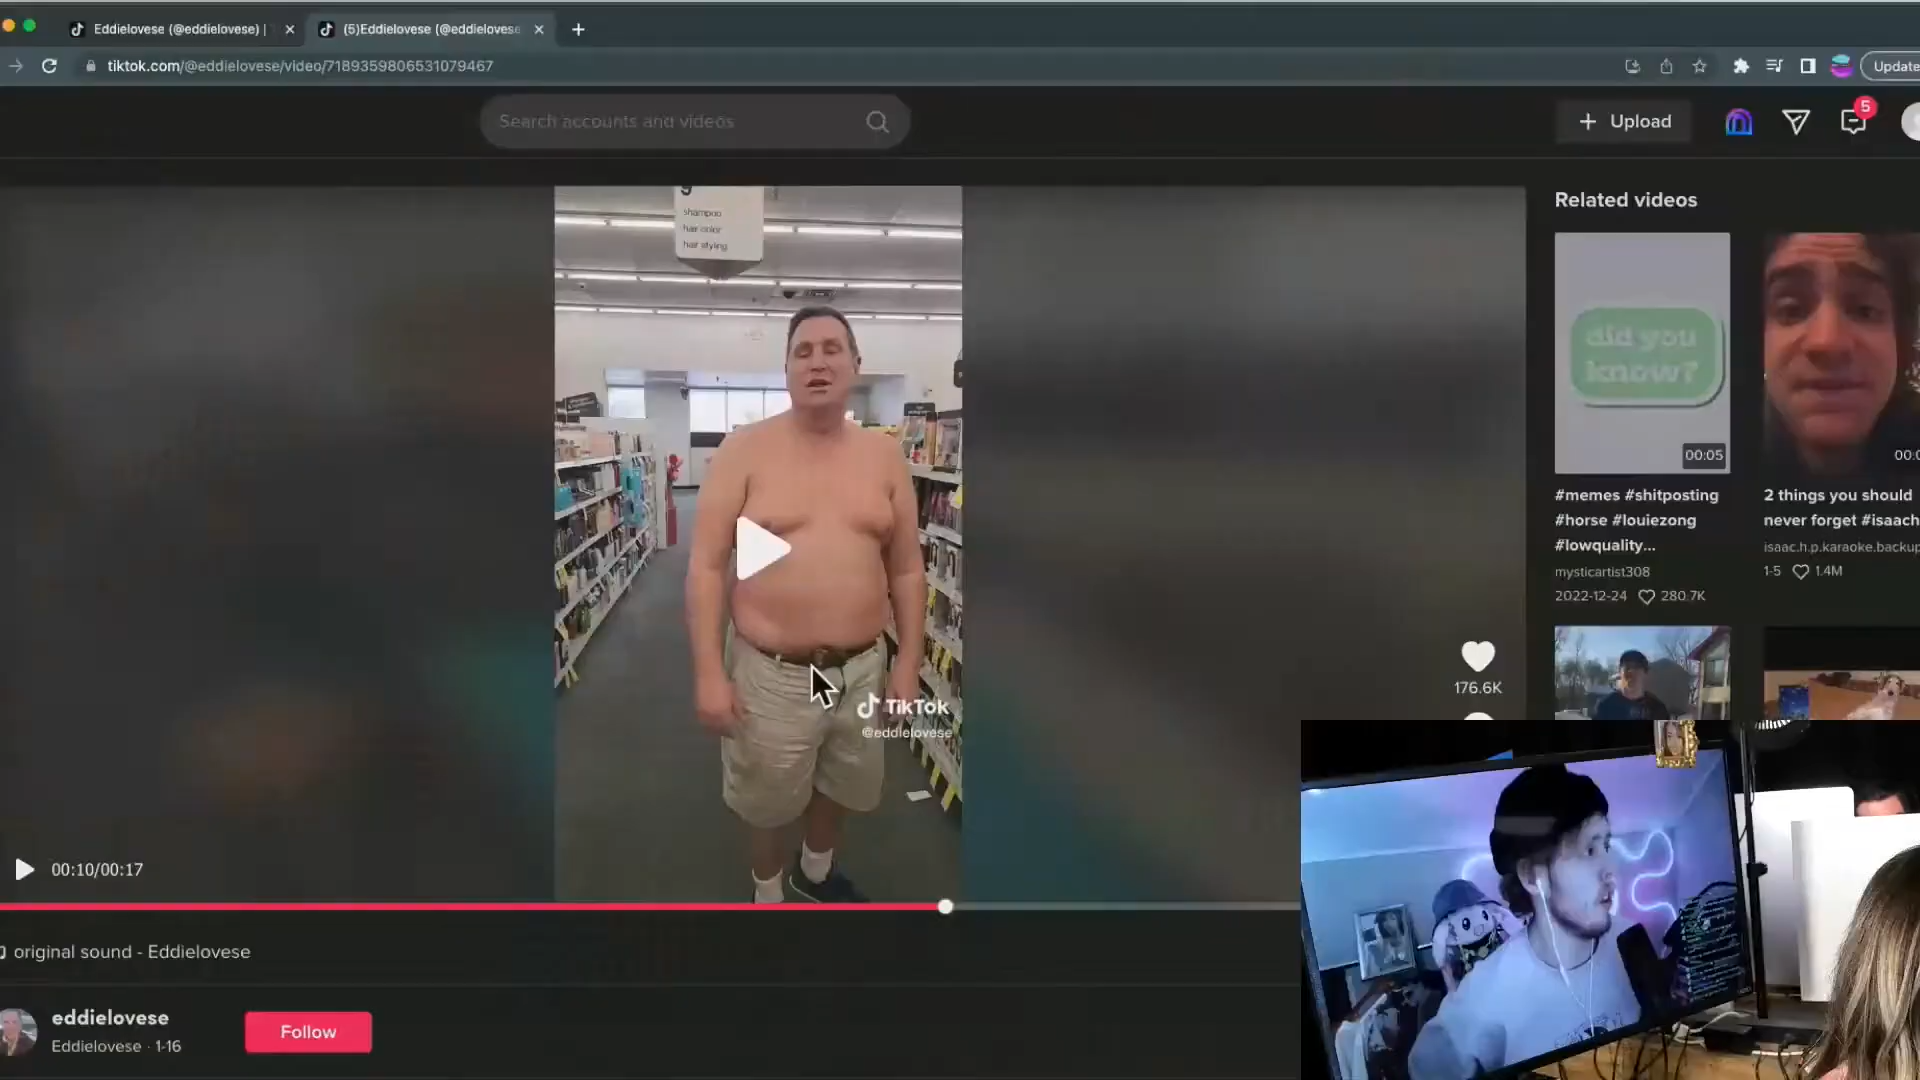 Eddielovese (@eddielovese) |
(5)Eddielovese (@eddielovese
tiktok.com/@eddielovese/video/7189359806531079467
Update
Search accounts and videos
Upload
5
shampoo
hair color
hair styling
TikTok
@eddielovese
176.6K
00:10/00:17
original sound - Eddielovese
eddielovese
Eddielovese · 1-16
Follow
Related videos
did you
know?
00:05
#memes #shitposting
#horse #louiezong
#lowquality...
mysticartist308
2022-12-24 280.7K
2 things you should
never forget #isaach
isaac.h.p.karaoke.backup
1-5 1.4M